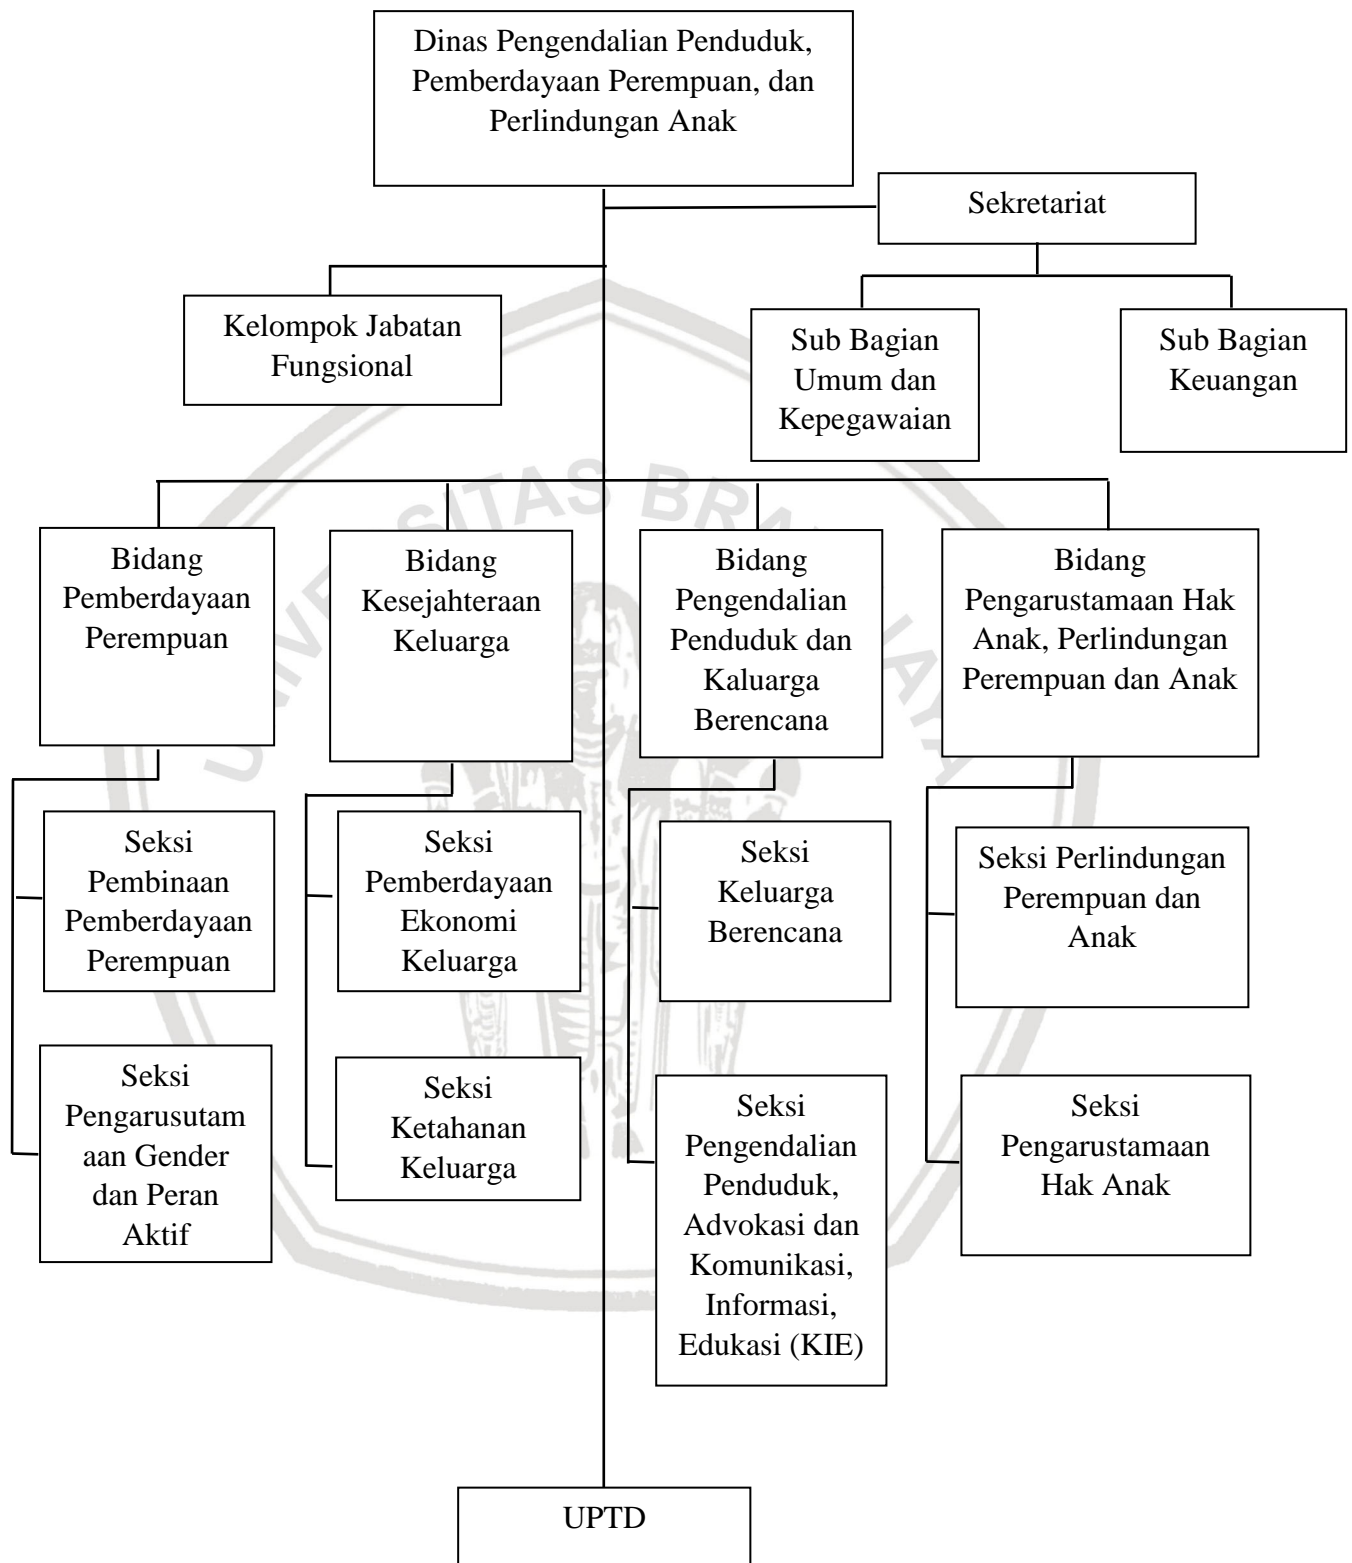 Dinas Pengendalian Penduduk,
Pemberdayaan Perempuan, dan
Perlindungan Anak
Sekretariat
Kelompok Jabatan
Fungsional
Sub Bagian
Umum dan
Kepegawaian
Sub Bagian
Keuangan
Bidang
Pemberdayaan
Perempuan
Bidang
Kesejahteraan
Keluarga
Bidang
Pengendalian
Penduduk dan
Kaluarga
Berencana
Bidang
Pengarustamaan Hak
Anak, Perlindungan
Perempuan dan Anak
Seksi
Pembinaan
Pemberdayaan
Perempuan
Seksi
Pemberdayaan
Ekonomi
Keluarga
Seksi
Keluarga
Berencana
Seksi Perlindungan
Perempuan dan
Anak
Seksi
Pengarusutam
aan Gender
dan Peran
Aktif
Seksi
Ketahanan
Keluarga
Seksi
Pengendalian
Penduduk,
Advokasi dan
Komunikasi,
Informasi,
Edukasi (KIE)
Seksi
Pengarustamaan
Hak Anak
UPTD